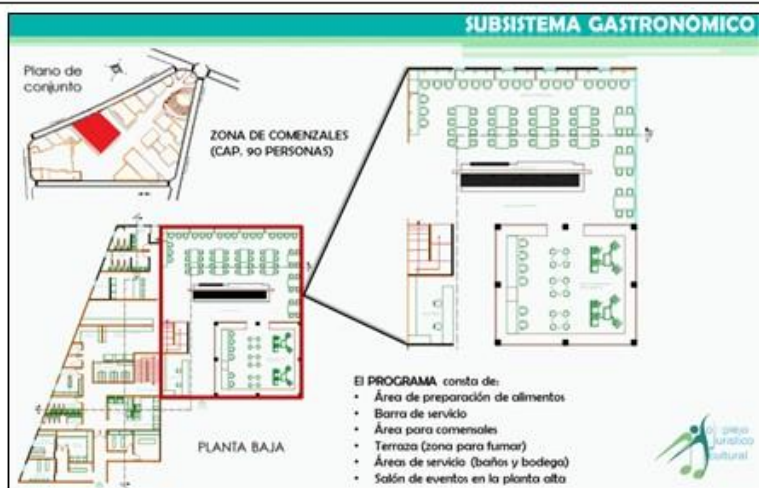 SUBSISTEMA GASTRONÓMICO
Plano de
conjunto
ZONA DE COMENZALES
(CAP. 90 PERSONAS)
PLANTA BAJA
El PROGRAMA consta de:
• Área de preparación de alimentos
• Barra de servicio
• Área para comensales
• Terraza (zona para fumar)
• Áreas de servicio (baños y bodega)
• Salón de eventos en la planta alta
cultural